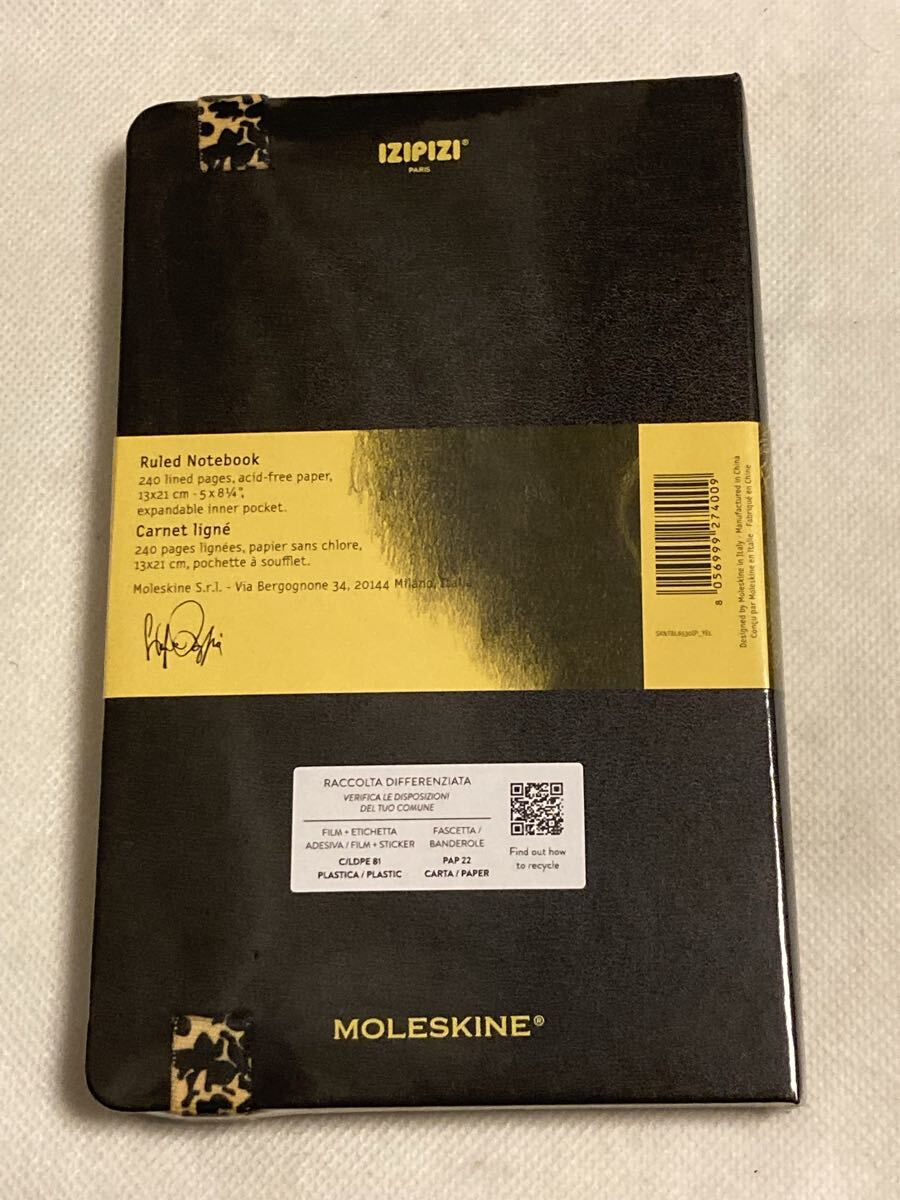 IZIPIZI®
PARIS
Ruled Notebook
240 lined pages, acid-free paper,
13x21 cm - 5 x 8 ¼",
expandable inner pocket.
Carnet ligné
240 pages lignées, papier sans chlore,
13x21 cm, pochette à soufflet.
Moleskine S.r.l. - Via Bergognone 34, 20144 Milano, Italia
8 056999 274009
Designed by Moleskine in Italy - Manufactured in China
Conçu par Moleskine en Italie - Fabriqué en Chine
RACCOLTA DIFFERENZIATA
VERIFICA LE DISPOSIZIONI
DEL TUO COMUNE
FILM + ETICHETTA
ADESIVA / FILM + STICKER
C/LDPE 81
PLASTICA / PLASTIC
FASCETTA /
BANDEROLE
PAP 22
CARTA / PAPER
Find out how
to recycle
MOLESKINE®